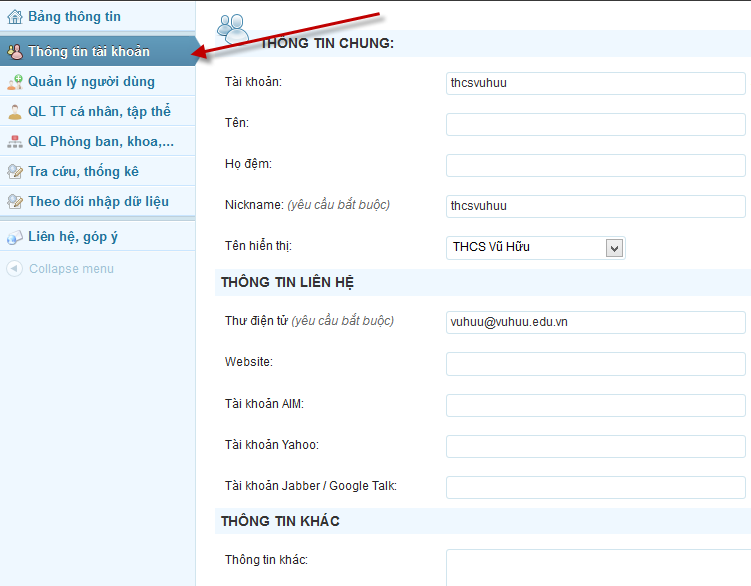 Bảng thông tin
Thông tin tài khoản
Quản lý người dùng
QL TT cá nhân, tập thể
QL Phòng ban, khoa,...
Tra cứu, thống kê
Theo dõi nhập dữ liệu
Liên hệ, góp ý
Collapse menu
THÔNG TIN CHUNG:
Tài khoản: thcsvuhuu
Tên:
Họ đệm:
Nickname: (yêu cầu bắt buộc) thcsvuhuu
Tên hiển thị: THCS Vũ Hữu
THÔNG TIN LIÊN HỆ
Thư điện tử (yêu cầu bắt buộc) vuhuu@vuhuu.edu.vn
Website:
Tài khoản AIM:
Tài khoản Yahoo:
Tài khoản Jabber / Google Talk:
THÔNG TIN KHÁC
Thông tin khác: